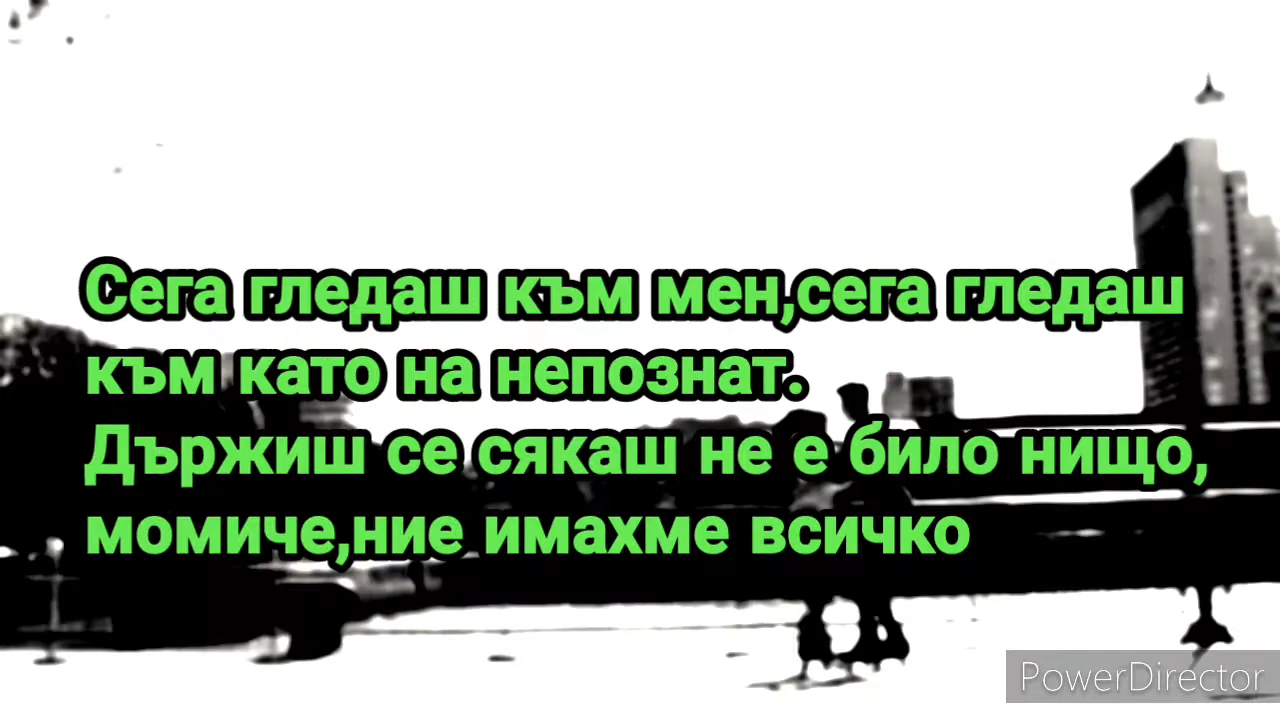 Сега гледаш към мен,сега гледаш
към като на непознат.
Държиш се сякаш не е било нищо,
момиче,ние имахме всичко
PowerDirector